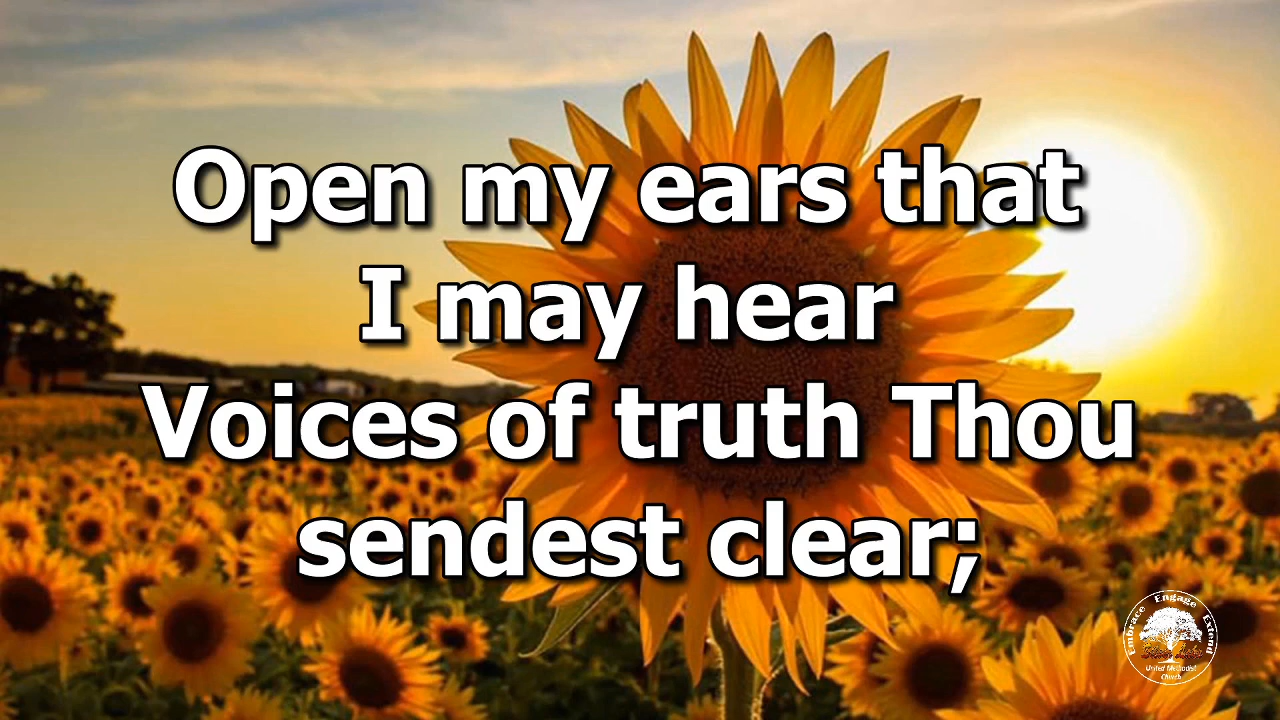 Open my ears that
I may hear
Voices of truth Thou
sendest clear;
Embrace Engage Extend
United Methodist
Church